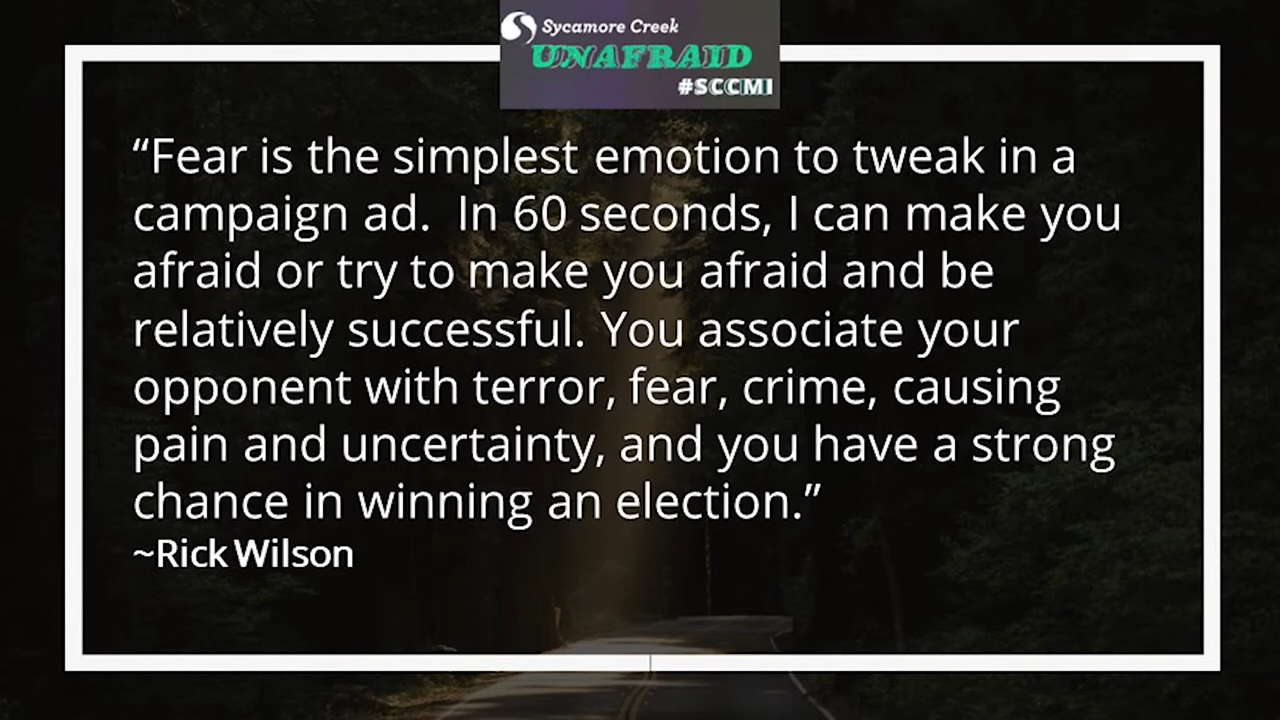 Sycamore Creek
UNAFRAID
#SCCMI
“Fear is the simplest emotion to tweak in a
campaign ad.  In 60 seconds, I can make you
afraid or try to make you afraid and be
relatively successful. You associate your
opponent with terror, fear, crime, causing
pain and uncertainty, and you have a strong
chance in winning an election.”
~Rick Wilson